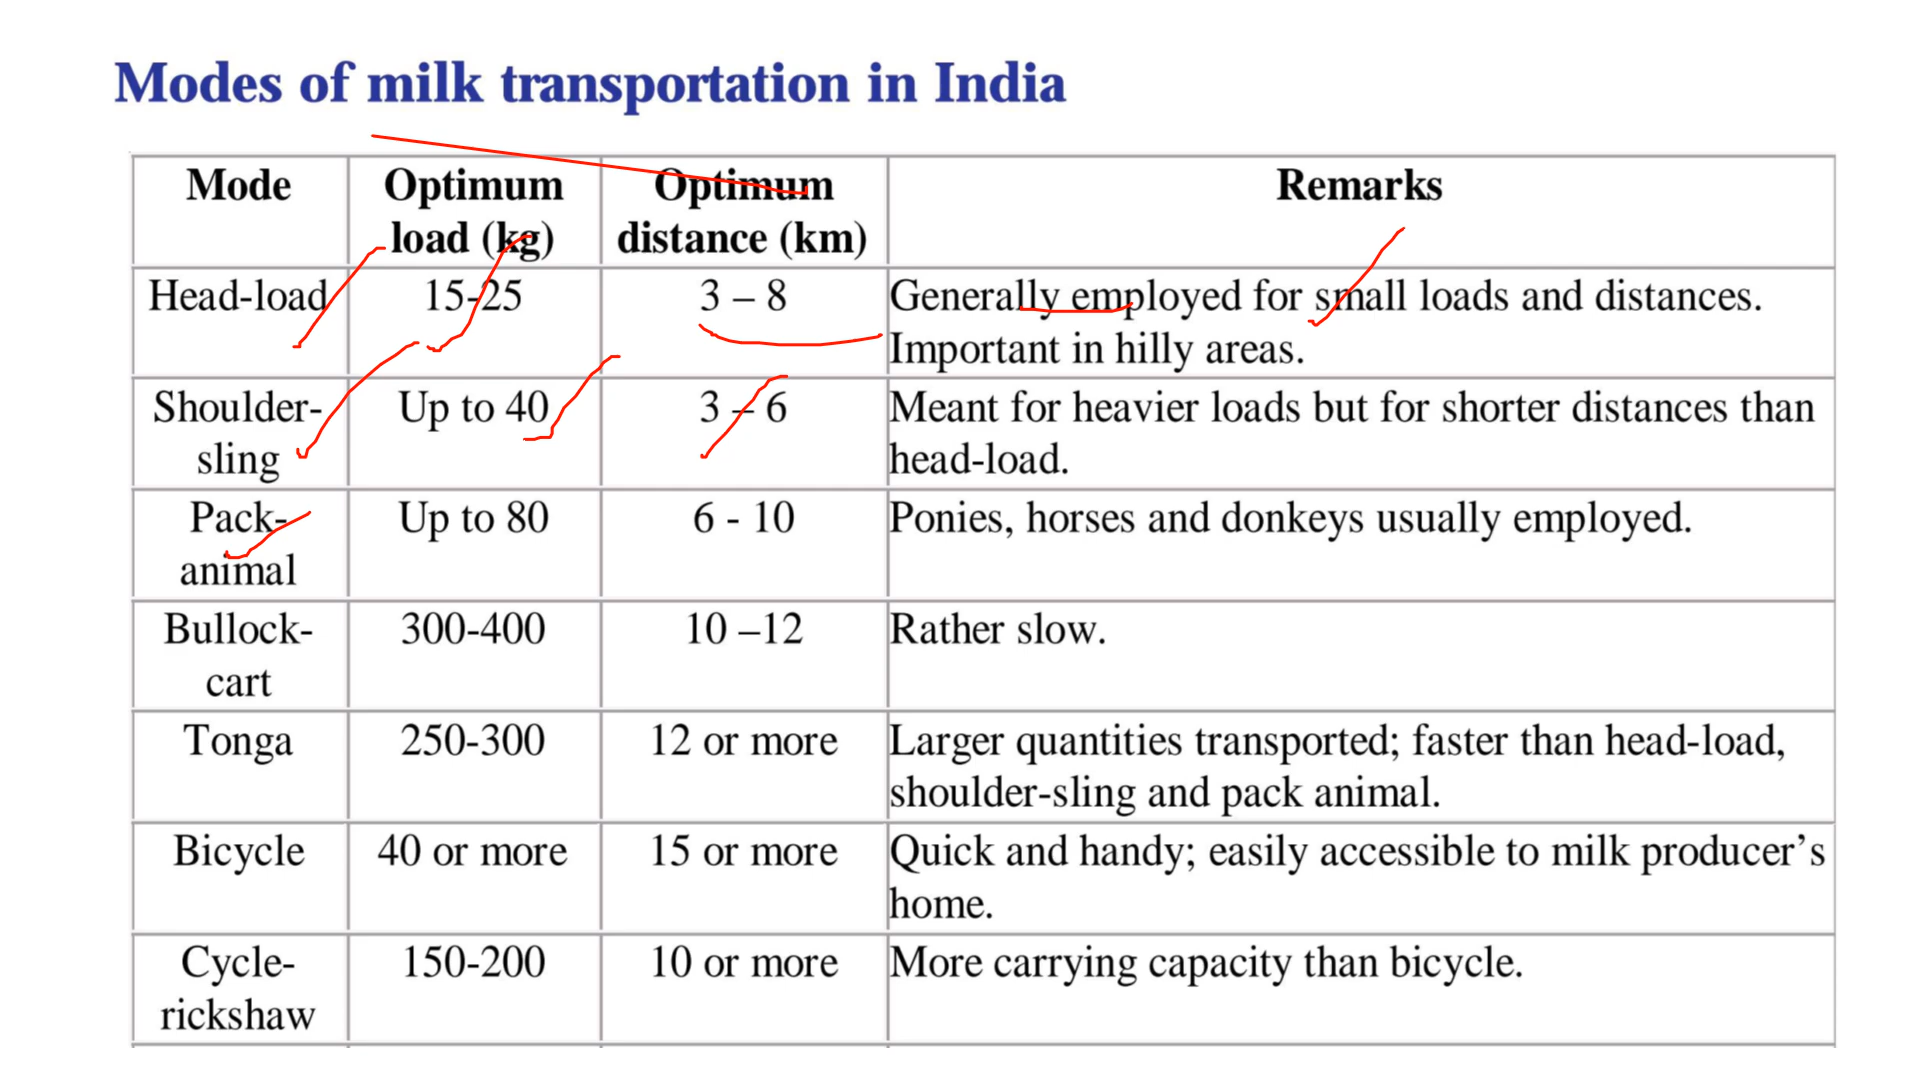 Modes of milk transportation in India
Mode Optimum load (kg) Optimum distance (km) Remarks
Head-load 15-25 3 – 8 Generally employed for small loads and distances.
Important in hilly areas.
Shoulder-sling Up to 40 3 – 6 Meant for heavier loads but for shorter distances than
head-load.
Pack-animal Up to 80 6 - 10 Ponies, horses and donkeys usually employed.
Bullock-cart 300-400 10 –12 Rather slow.
Tonga 250-300 12 or more Larger quantities transported; faster than head-load,
shoulder-sling and pack animal.
Bicycle 40 or more 15 or more Quick and handy; easily accessible to milk producer’s
home.
Cycle-rickshaw 150-200 10 or more More carrying capacity than bicycle.